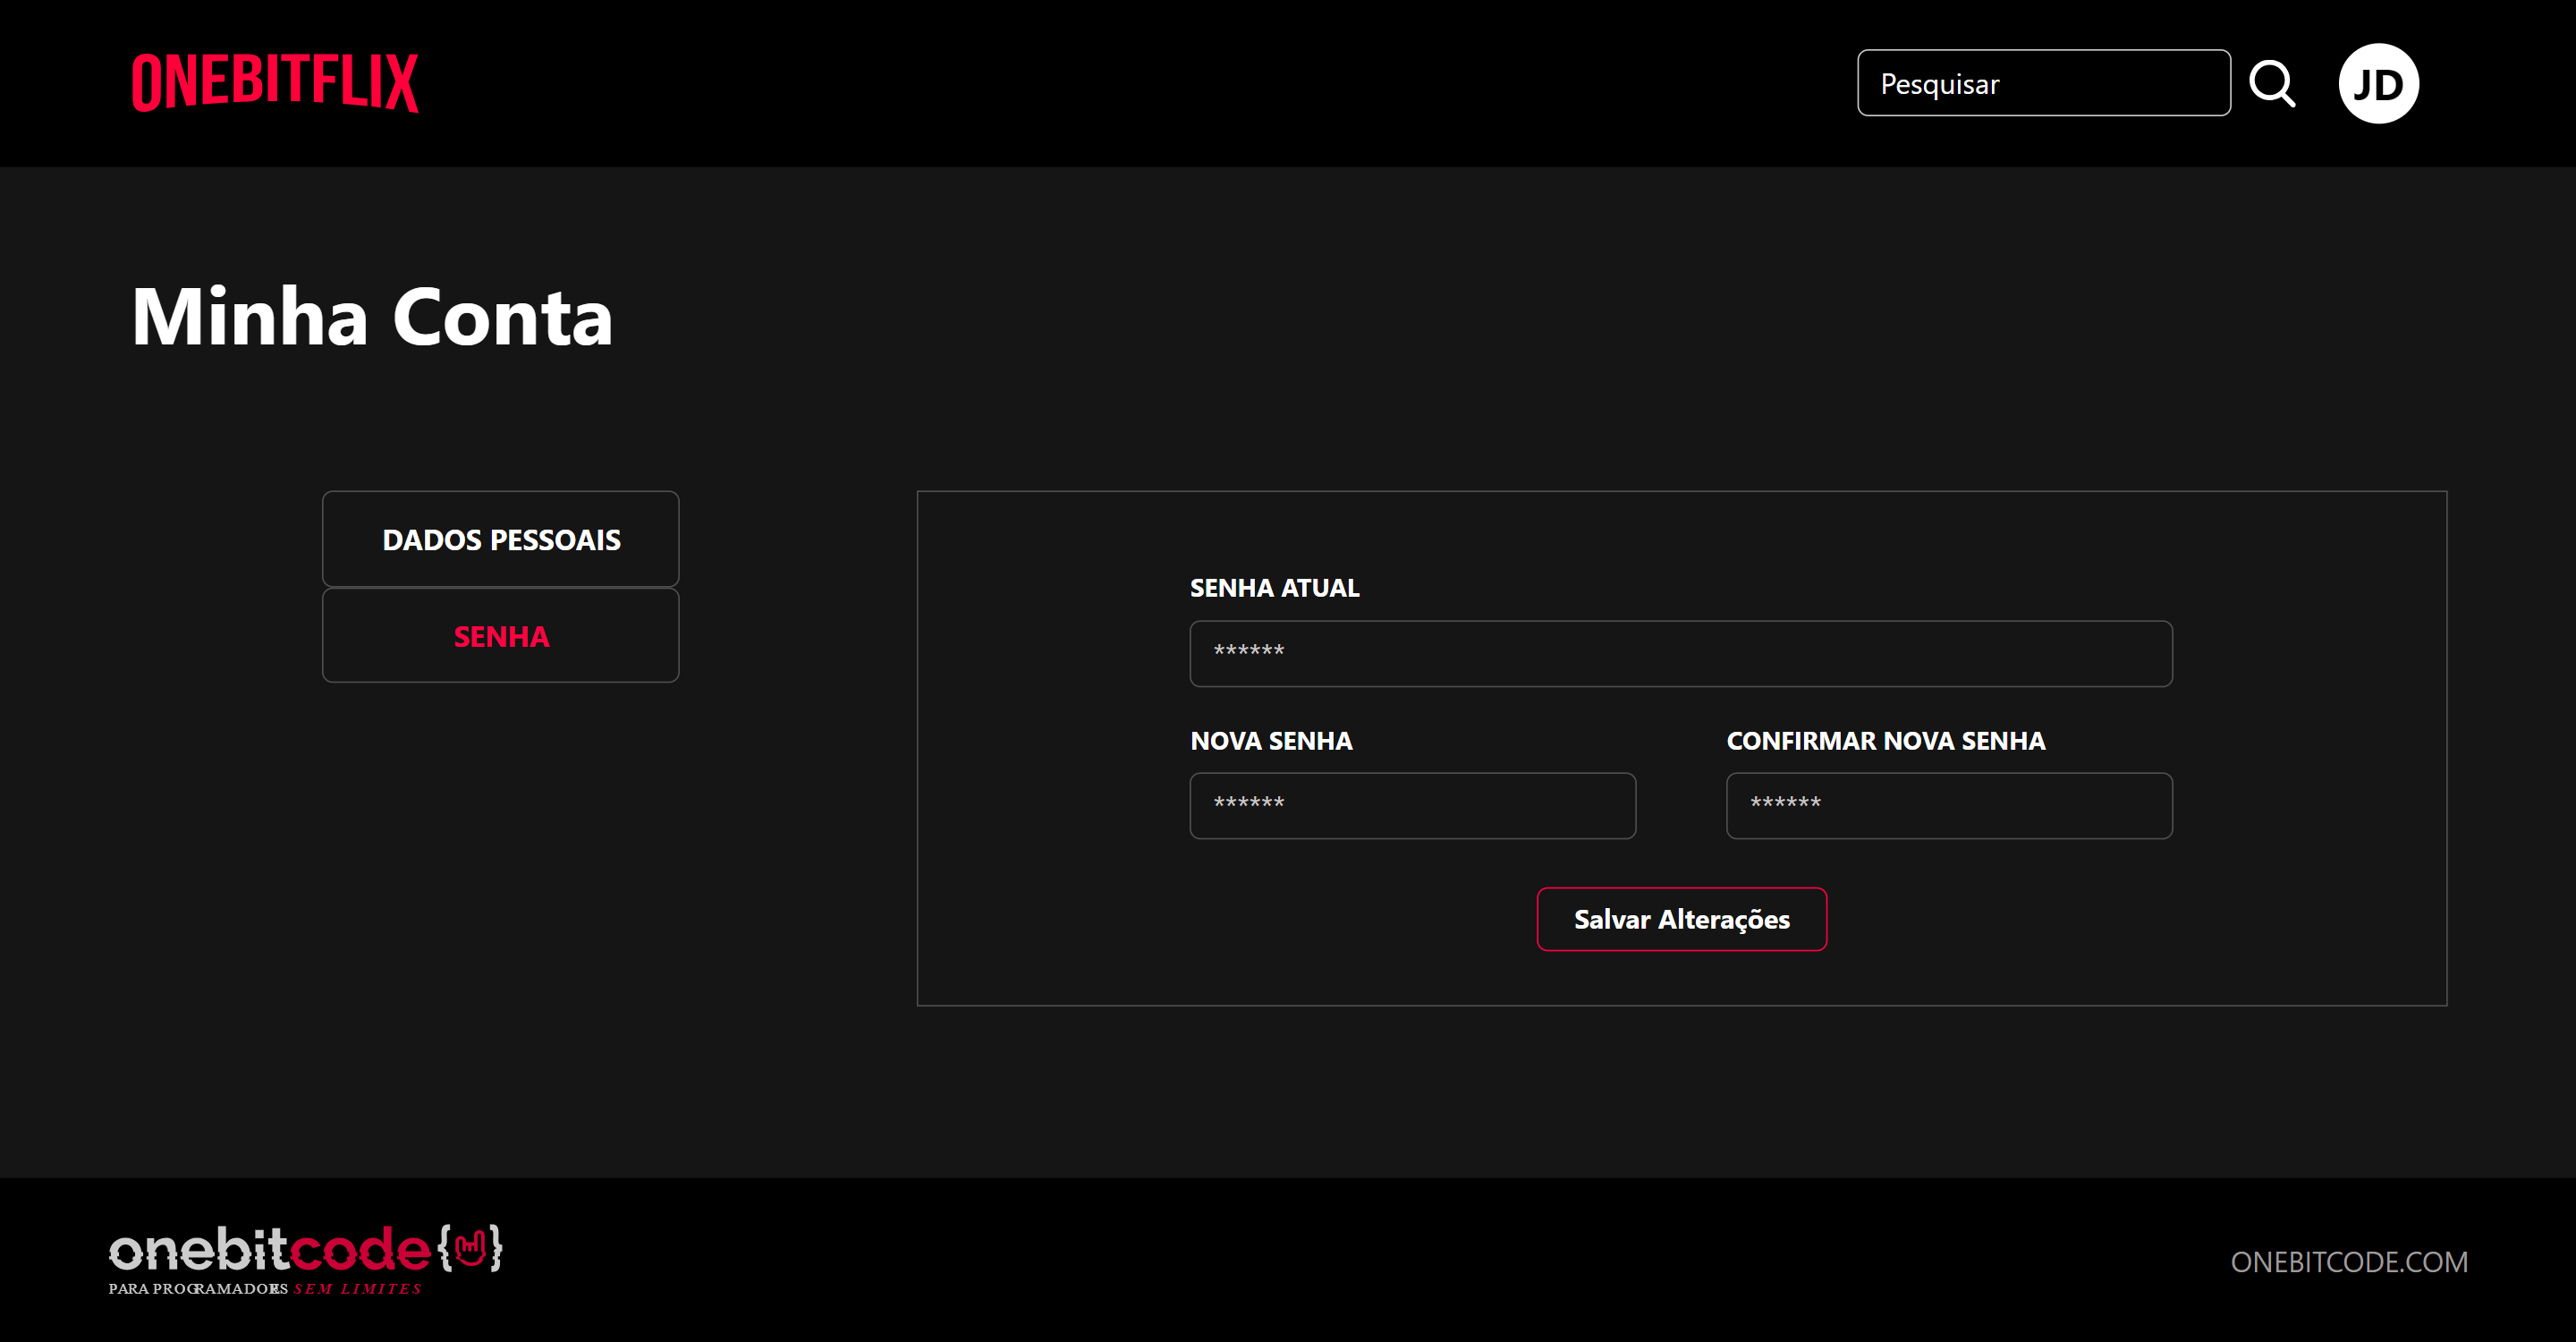 ONEBITFLIX
Pesquisar
JD
Minha Conta
DADOS PESSOAIS
SENHA
SENHA ATUAL
******
NOVA SENHA
CONFIRMAR NOVA SENHA
******
******
Salvar Alterações
onebitcode{ }
PARA PROGRAMADORES SEM LIMITES
ONEBITCODE.COM